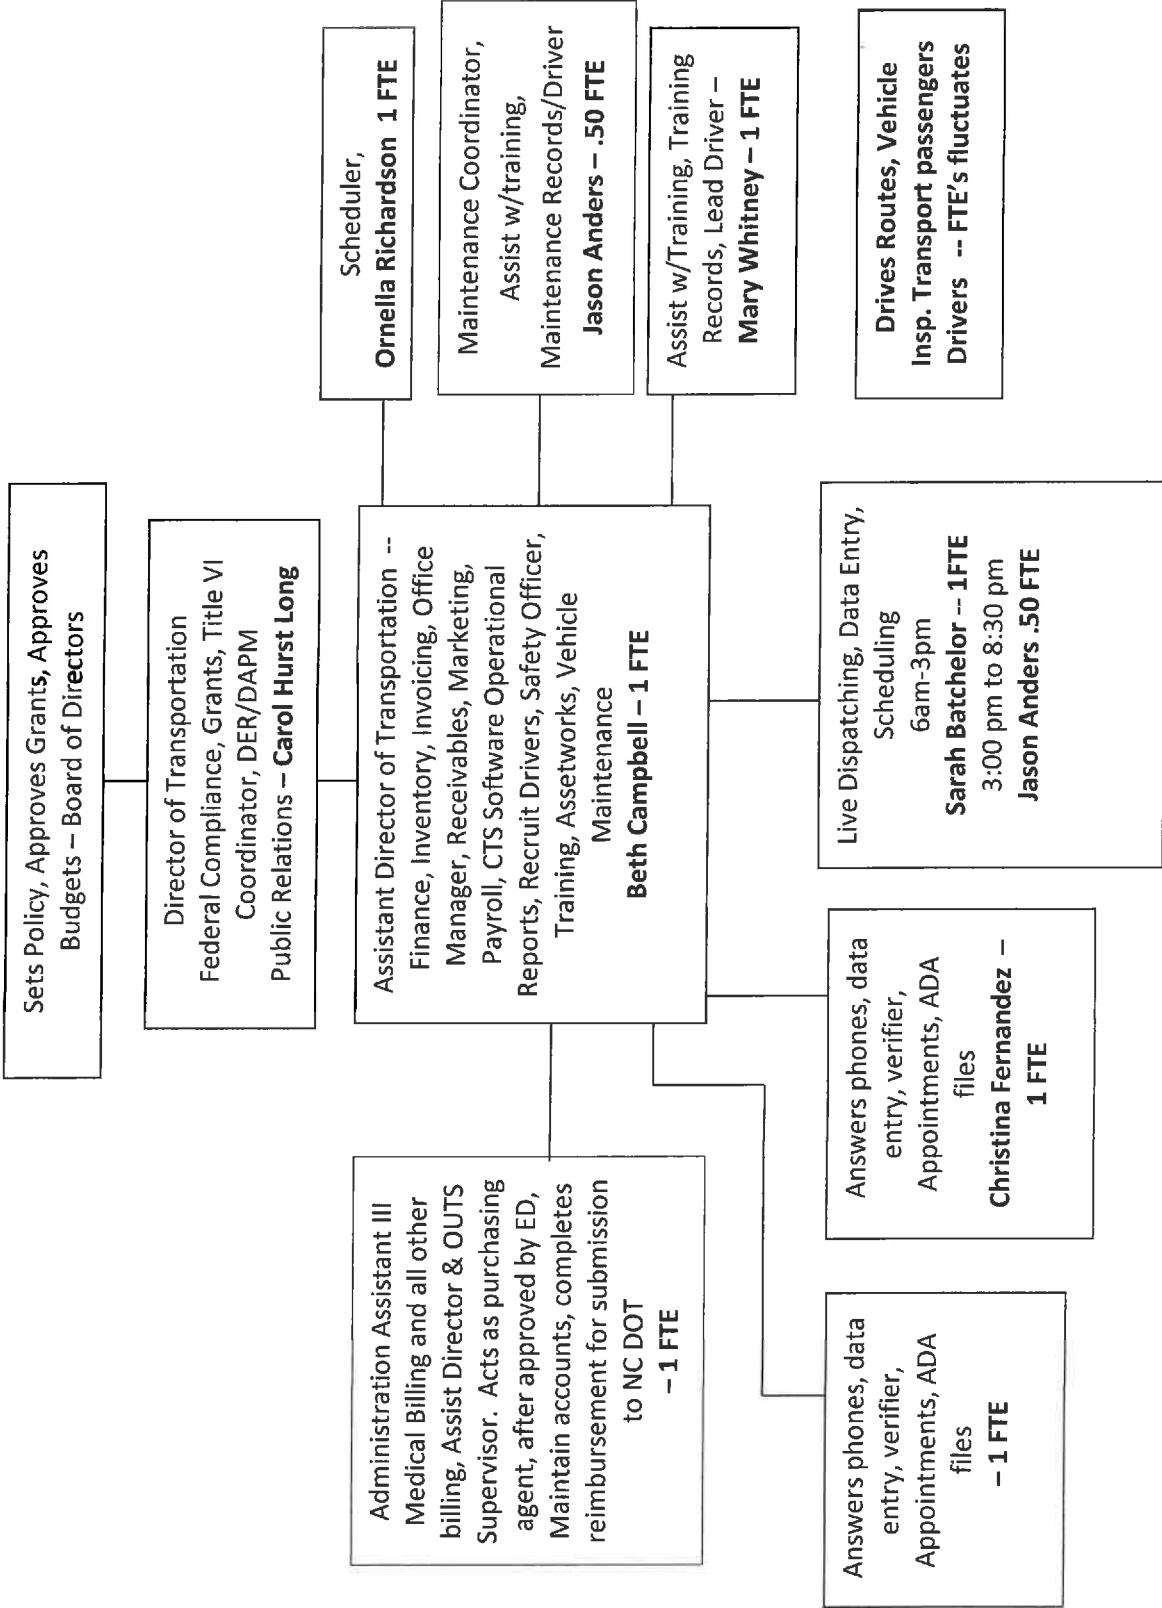 Sets Policy, Approves Grants, Approves
Budgets – Board of Directors
Director of Transportation
Federal Compliance, Grants, Title VI
Coordinator, DER/DAPM
Public Relations – Carol Hurst Long
Assistant Director of Transportation --
Finance, Inventory, Invoicing, Office
Manager, Receivables, Marketing,
Payroll, CTS Software Operational
Reports, Recruit Drivers, Safety Officer,
Training, Assetworks, Vehicle
Maintenance
Beth Campbell – 1 FTE
Administration Assistant III
Medical Billing and all other
billing, Assist Director & OUTS
Supervisor. Acts as purchasing
agent, after approved by ED,
Maintain accounts, completes
reimbursement for submission
to NC DOT
– 1 FTE
Scheduler,
Ornella Richardson 1 FTE
Maintenance Coordinator,
Assist w/training,
Maintenance Records/Driver
Jason Anders – .50 FTE
Assist w/Training, Training
Records, Lead Driver –
Mary Whitney – 1 FTE
Answers phones, data
entry, verifier,
Appointments, ADA
files
– 1 FTE
Answers phones, data
entry, verifier,
Appointments, ADA
files
Christina Fernandez –
1 FTE
Live Dispatching, Data Entry,
Scheduling
6am-3pm
Sarah Batchelor -- 1FTE
3:00 pm to 8:30 pm
Jason Anders .50 FTE
Drives Routes, Vehicle
Insp. Transport passengers
Drivers -- FTE's fluctuates